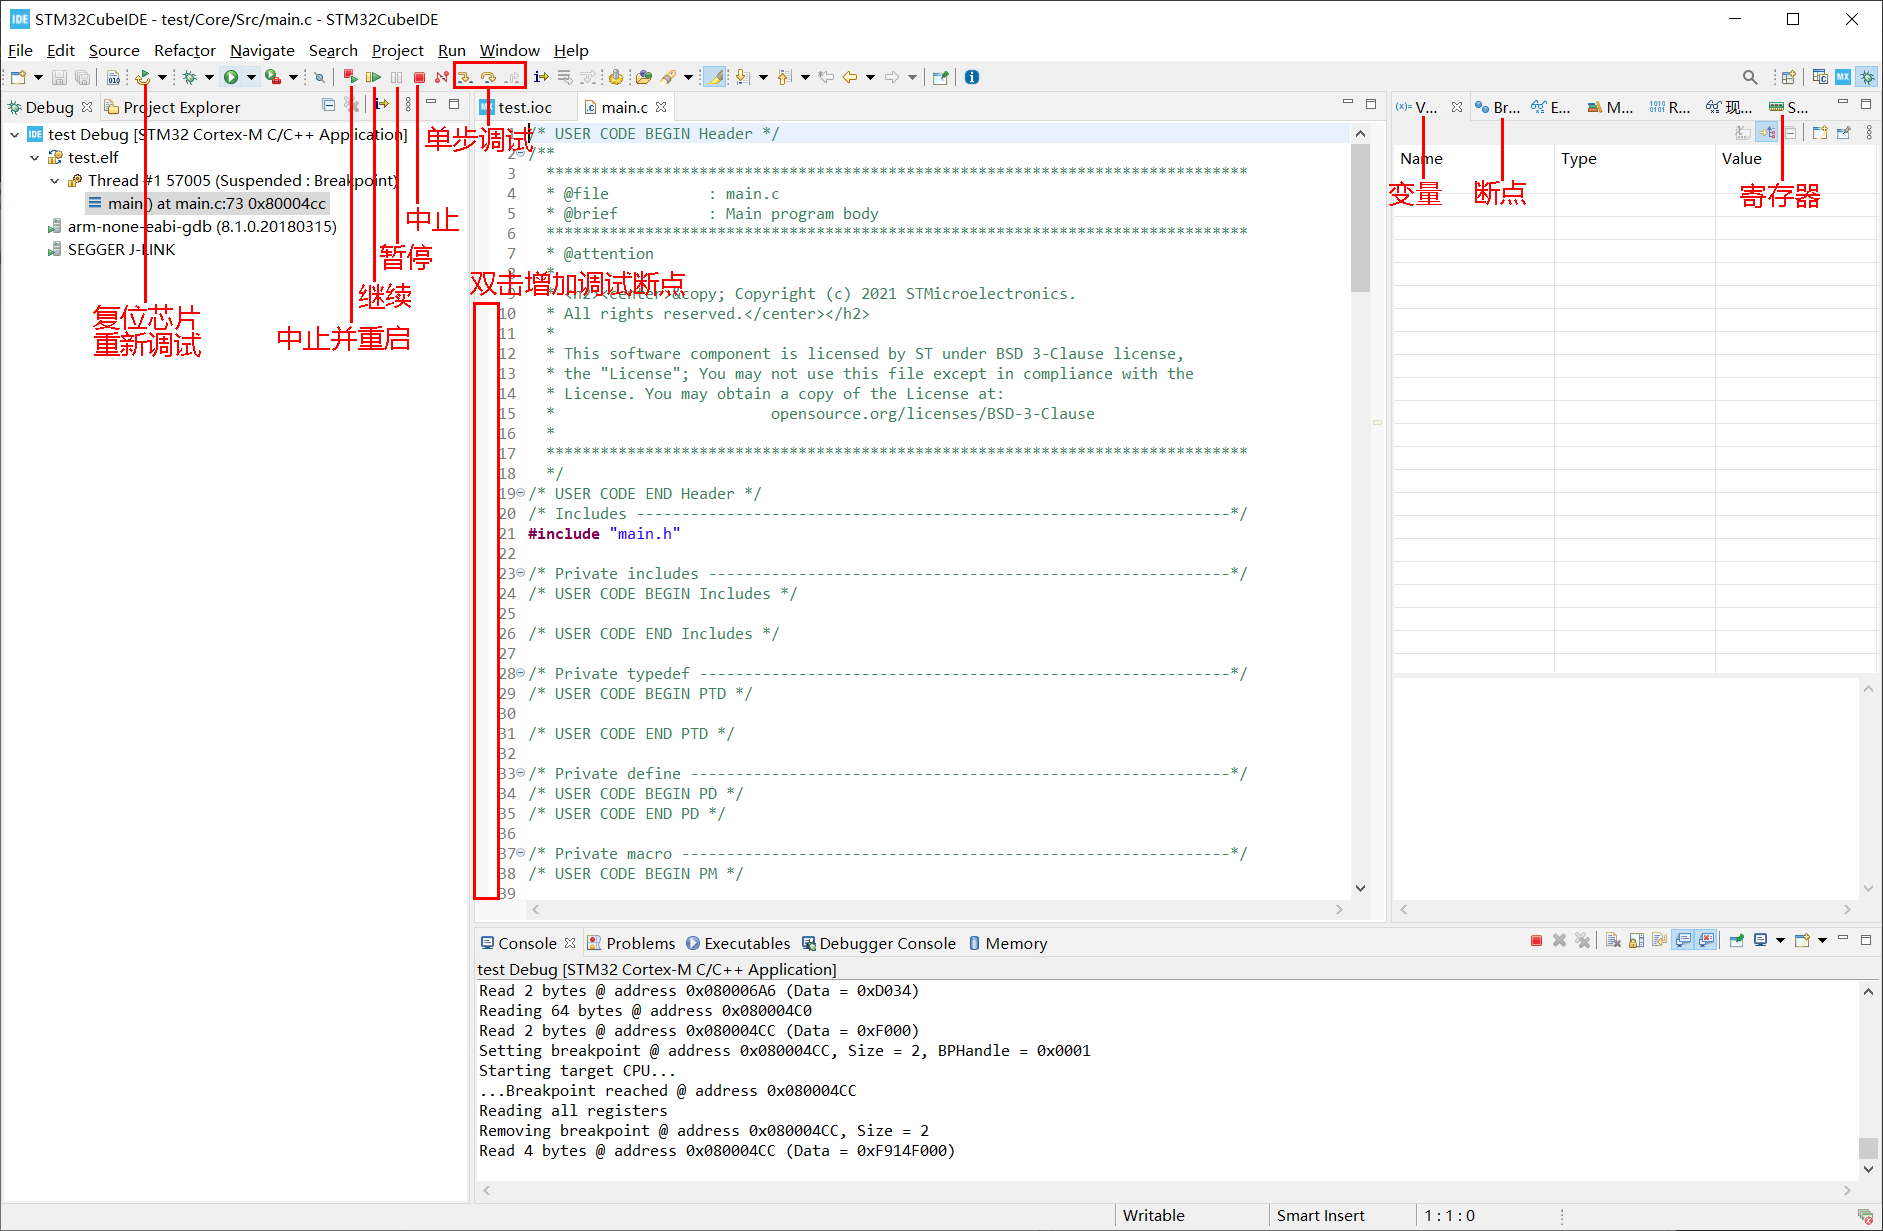 STM32CubeIDE - test/Core/Src/main.c - STM32CubeIDE
File Edit Source Refactor Navigate Search Project Run Window Help
Debug Project Explorer
test Debug [STM32 Cortex-M C/C++ Application]
test.elf
Thread #1 57005 (Suspended : Breakpoint)
main() at main.c:73 0x80004cc
arm-none-eabi-gdb (8.1.0.20180315)
SEGGER J-LINK
复位芯片
重新调试
中止并重启
继续
暂停
中止
单步调试
双击增加调试断点
test.ioc main.c
/* USER CODE BEGIN Header */
2 /**
3 ******************************************************************************
4 * @file : main.c
5 * @brief : Main program body
6 ******************************************************************************
7 * @attention
8 *
9 * <h2><center>&copy; Copyright (c) 2021 STMicroelectronics.
10 * All rights reserved.</center></h2>
11 *
12 * This software component is licensed by ST under BSD 3-Clause license,
13 * the "License"; You may not use this file except in compliance with the
14 * License. You may obtain a copy of the License at:
15 * opensource.org/licenses/BSD-3-Clause
16 *
17 ******************************************************************************
18 */
19 /* USER CODE END Header */
20 /* Includes ------------------------------------------------------------------*/
21 #include "main.h"
22
23 /* Private includes ----------------------------------------------------------*/
24 /* USER CODE BEGIN Includes */
25
26 /* USER CODE END Includes */
27
28 /* Private typedef -----------------------------------------------------------*/
29 /* USER CODE BEGIN PTD */
30
31 /* USER CODE END PTD */
32
33 /* Private define ------------------------------------------------------------*/
34 /* USER CODE BEGIN PD */
35 /* USER CODE END PD */
36
37 /* Private macro -------------------------------------------------------------*/
38 /* USER CODE BEGIN PM */
39
(x)= V... Br... E... M... R... 现... S...
Name Type Value
变量 断点 寄存器
Console Problems Executables Debugger Console Memory
test Debug [STM32 Cortex-M C/C++ Application]
Read 2 bytes @ address 0x080006A6 (Data = 0xD034)
Reading 64 bytes @ address 0x080004C0
Read 2 bytes @ address 0x080004CC (Data = 0xF000)
Setting breakpoint @ address 0x080004CC, Size = 2, BPHandle = 0x0001
Starting target CPU...
...Breakpoint reached @ address 0x080004CC
Reading all registers
Removing breakpoint @ address 0x080004CC, Size = 2
Read 4 bytes @ address 0x080004CC (Data = 0xF914F000)
Writable Smart Insert 1 : 1 : 0